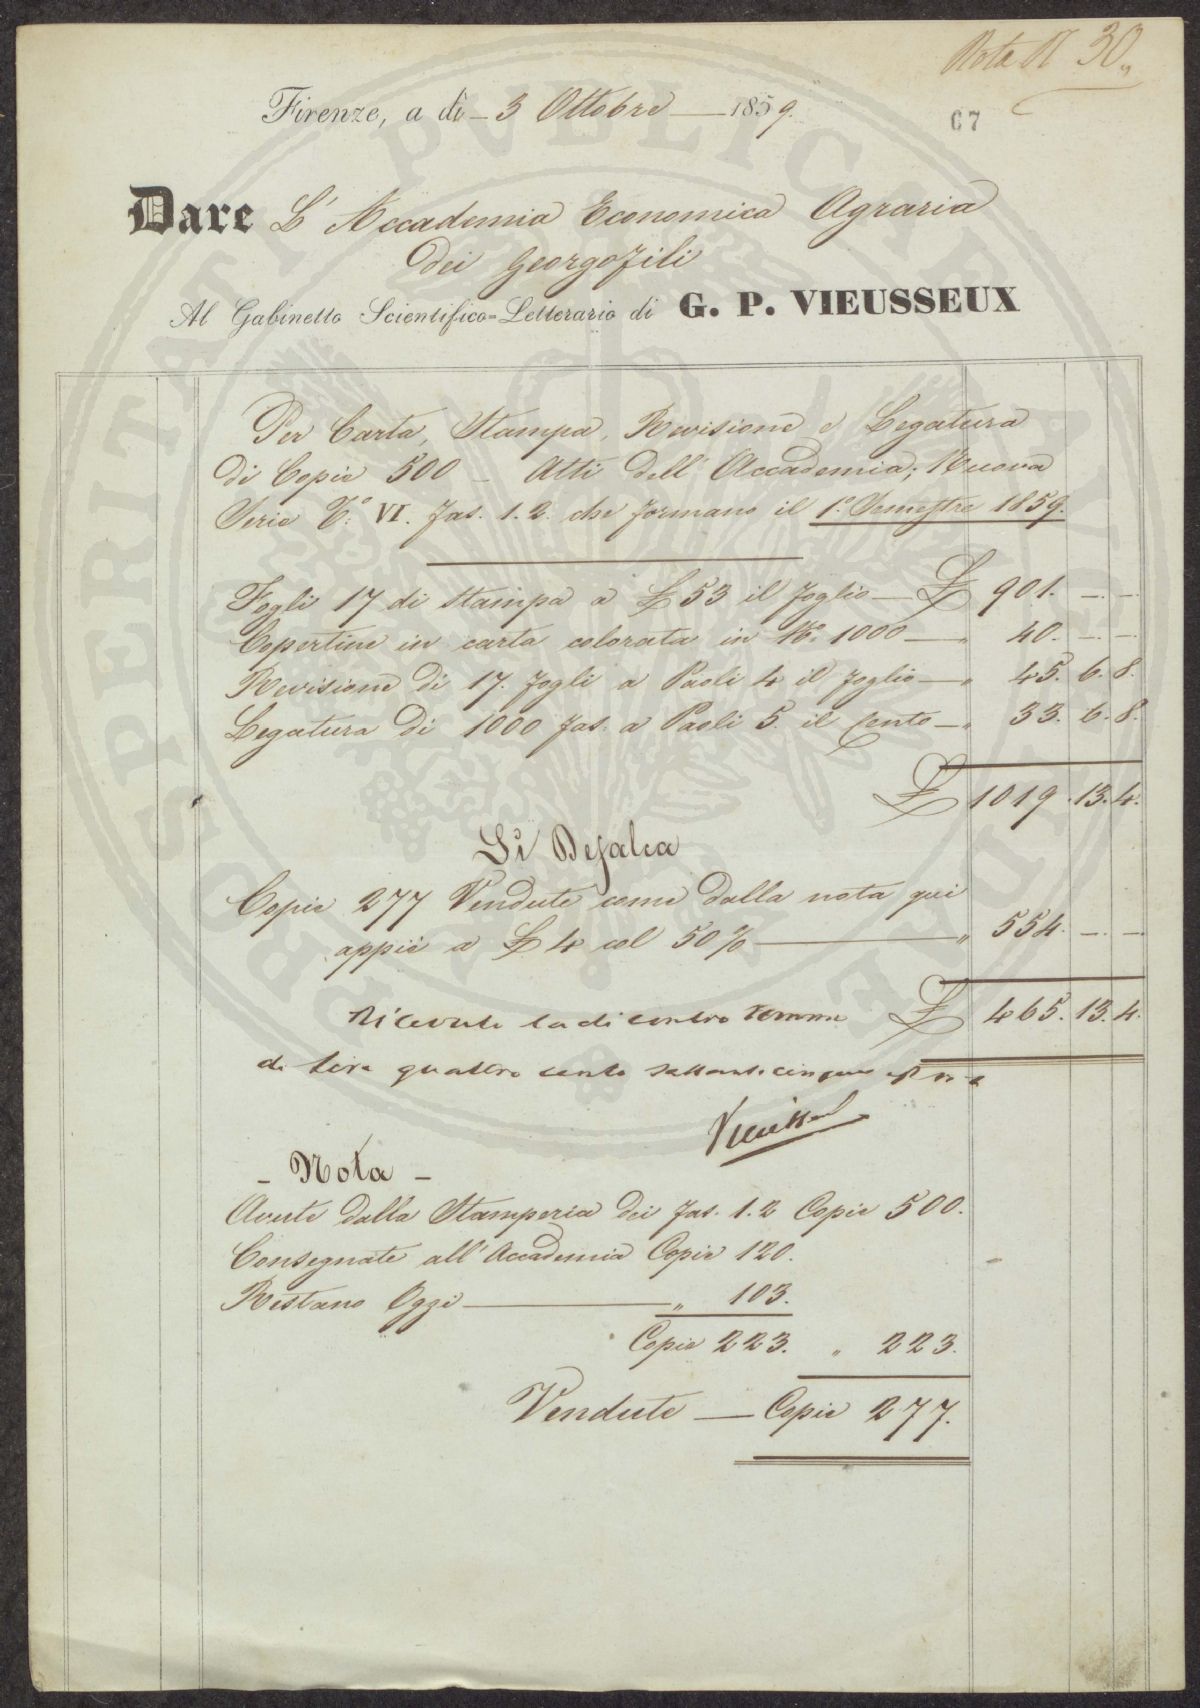 Nota N 30,,
Firenze, a dì 3 Ottobre 1859.
67
Dare L'Accademia Economica Agraria
dei Georgofili
Al Gabinetto Scientifico=Letterario di G. P. VIEUSSEUX
Per Carta, Stampa, Revisione e Legatura
di Copie 500 – Atti dell'Accademia; Nuova
Serie T.° VI. fas. 1.2. che formano il 1.° Semestre 1859.
Fogli 17 di stampa a £ 53 il foglio — £ 901. — —
Copertine in carta colorata in N.° 1000 — „ 40. — —
Revisione di 17. fogli a Paoli 4 il foglio — „ 45. 6. 8.
Legatura di 1000 fas. a Paoli 5. il cento — „ 33. 6. 8.
£ 1019. 13. 4.
Si Defalca
Copie 277 Vendute come dalla nota qui
appiè a £ 4 col 50% — „ 554. — —
£ 465. 13. 4.
Ricevute la di contro somma
di lire quattro cento sessantacinque
Vieusseux
– Nota –
Avute dalla Stamperia dei fas. 1.2 Copie 500.
Consegnate all'Accademia Copie 120.
Restano Oggi — „ 103.
Copie 223. „ 223.
Vendute — Copie 277.
PROSPERITATI PVBLICAE AVGENDAE